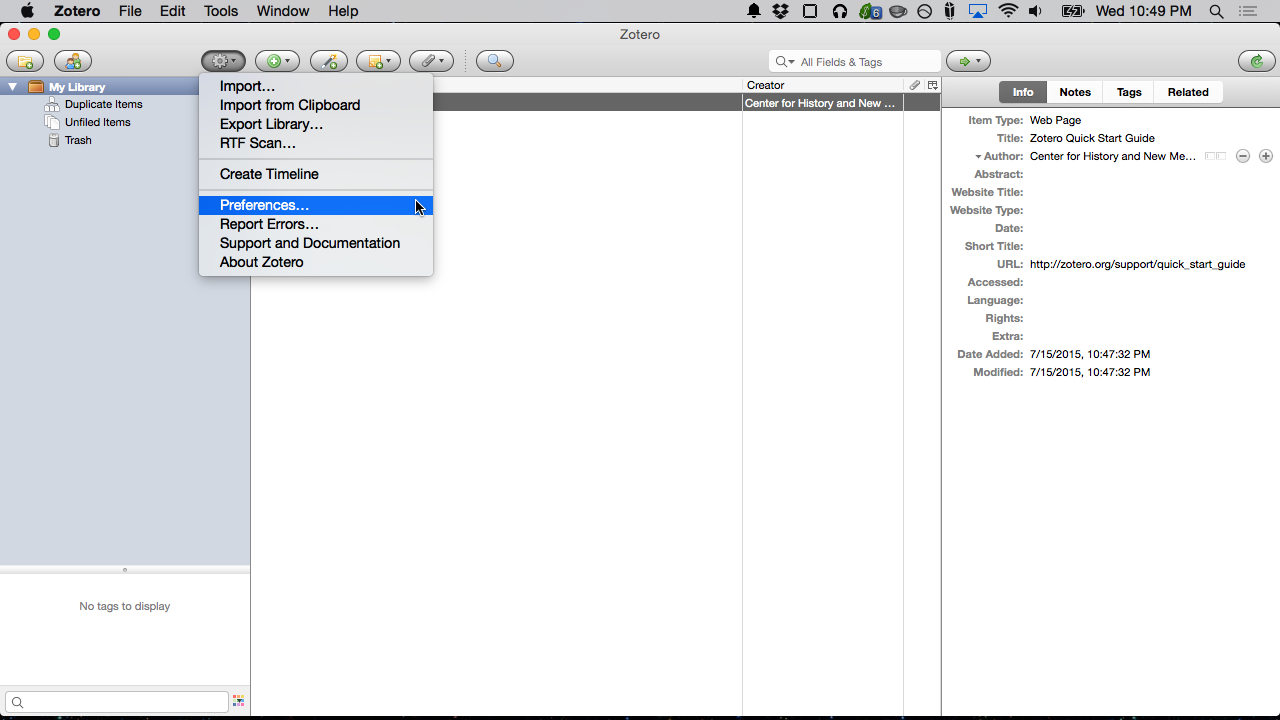 Zotero File Edit Tools Window Help 6 Wed 10:49 PM
Zotero
All Fields & Tags
My Library
Duplicate Items
Unfiled Items
Trash
Import...
Import from Clipboard
Export Library...
RTF Scan...
Create Timeline
Preferences...
Report Errors...
Support and Documentation
About Zotero
Creator
Center for History and New ...
Info Notes Tags Related
Item Type: Web Page
Title: Zotero Quick Start Guide
Author: Center for History and New Me...
Abstract:
Website Title:
Website Type:
Date:
Short Title:
URL: http://zotero.org/support/quick_start_guide
Accessed:
Language:
Rights:
Extra:
Date Added: 7/15/2015, 10:47:32 PM
Modified: 7/15/2015, 10:47:32 PM
No tags to display